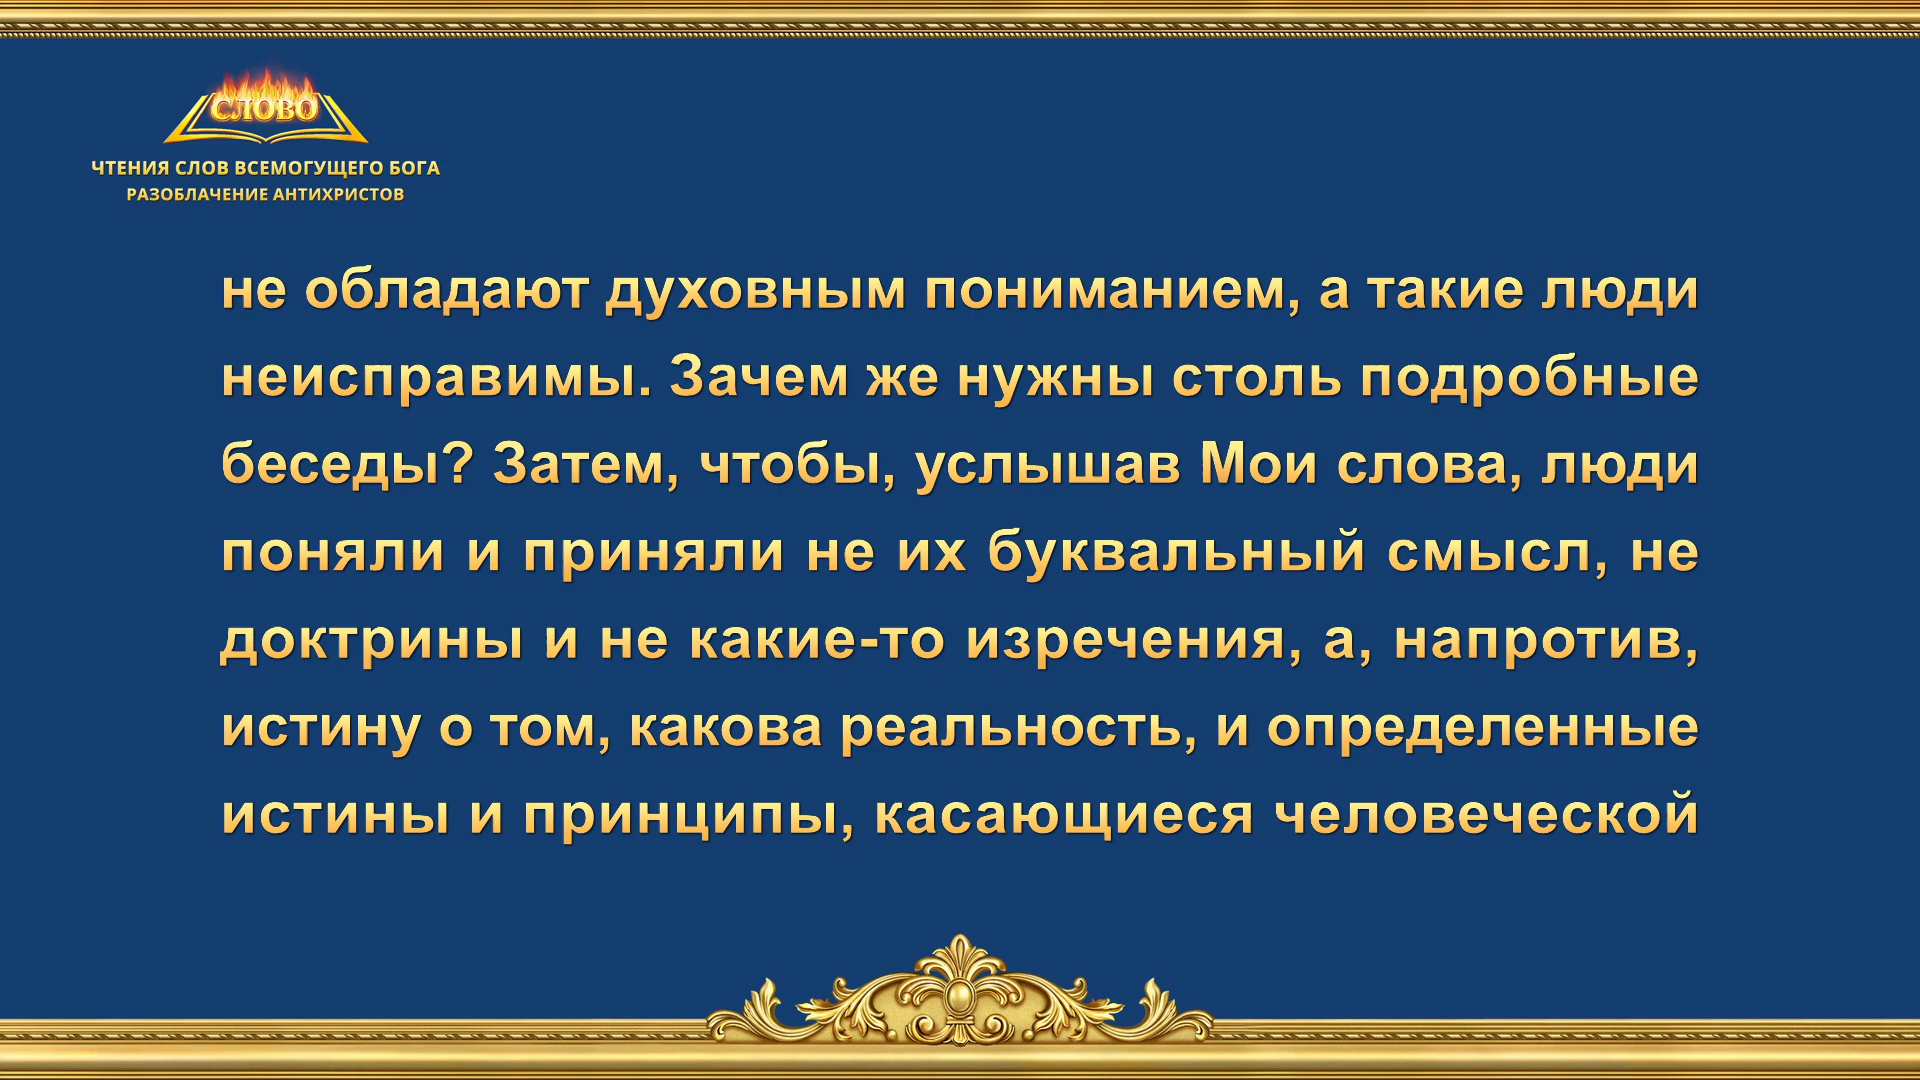 СЛОВО
ЧТЕНИЯ СЛОВ ВСЕМОГУЩЕГО БОГА
РАЗОБЛАЧЕНИЕ АНТИХРИСТОВ
не обладают духовным пониманием, а такие люди
неисправимы. Зачем же нужны столь подробные
беседы? Затем, чтобы, услышав Мои слова, люди
поняли и приняли не их буквальный смысл, не
доктрины и не какие-то изречения, а, напротив,
истину о том, какова реальность, и определенные
истины и принципы, касающиеся человеческой